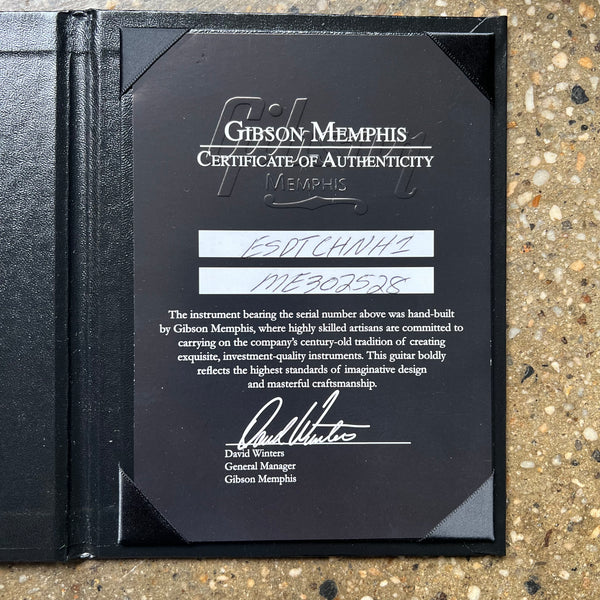 Gibson
Memphis
GIBSON MEMPHIS
CERTIFICATE OF AUTHENTICITY
ESDTCHNH1
ME302528
The instrument bearing the serial number above was hand-built
by Gibson Memphis, where highly skilled artisans are committed to
carrying on the company's century-old tradition of creating
exquisite, investment-quality instruments. This guitar boldly
reflects the highest standards of imaginative design
and masterful craftsmanship.
David Winters
David Winters
General Manager
Gibson Memphis